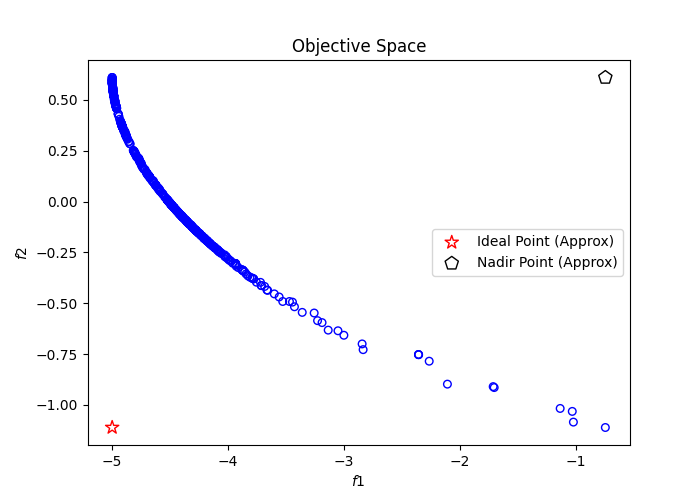 Objective Space
f2
0.50
0.25
0.00
−0.25
−0.50
−0.75
−1.00
Ideal Point (Approx)
Nadir Point (Approx)
−5
−4
−3
−2
−1
f1